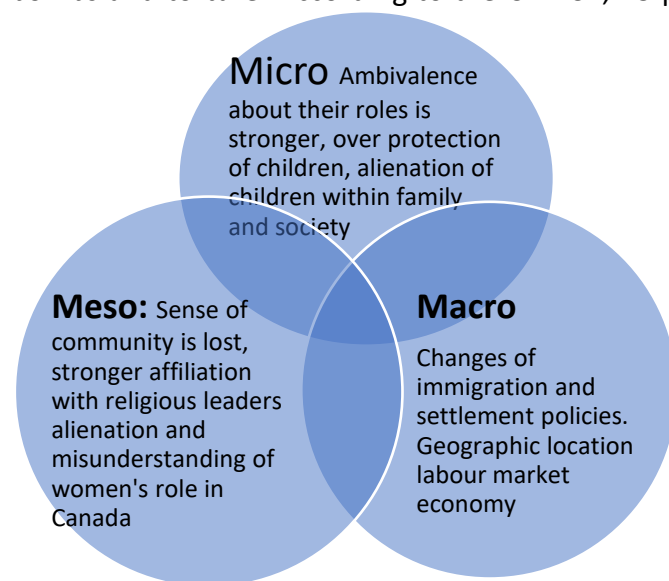 Micro Ambivalence
about their roles is
stronger, over protection
of children, alienation of
children within family
and society
Meso: Sense of
community is lost,
stronger affiliation
with religious leaders
alienation and
misunderstanding of
women's role in
Canada
Macro
Changes of
immigration and
settlement policies.
Geographic location
labour market
economy